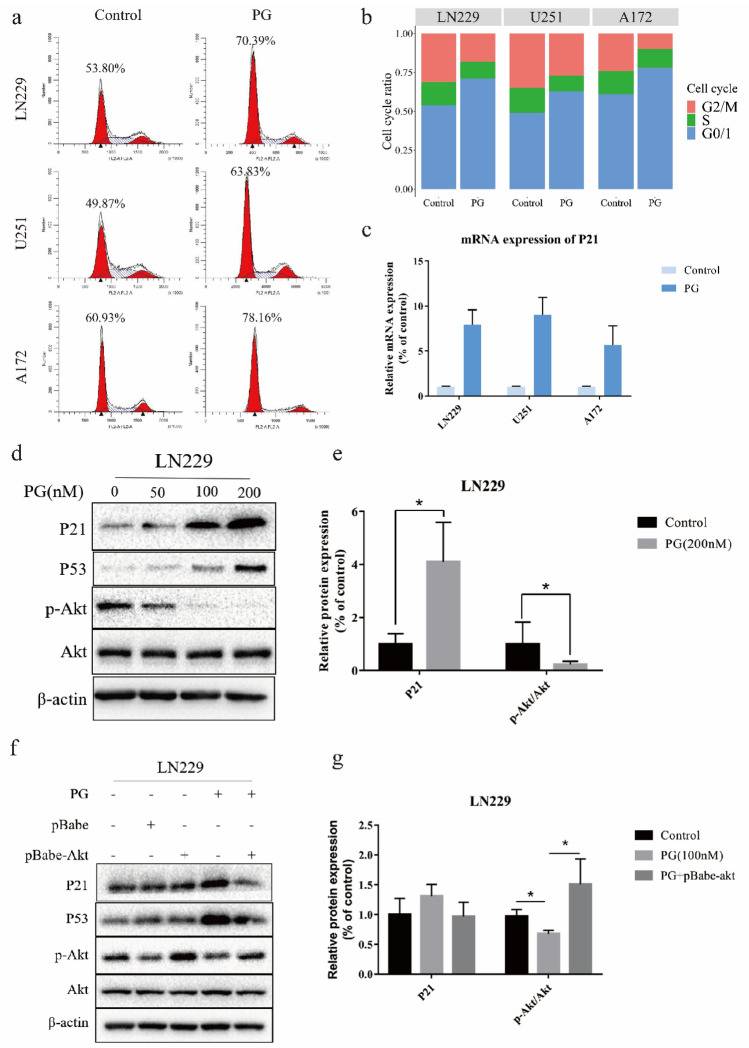 a
Control
PG
LN229
53.80%
70.39%
U251
49.87%
63.83%
A172
60.93%
78.16%
b
LN229 U251 A172
Cell cycle ratio
1.00
0.75
0.50
0.25
0.00
Control PG Control PG Control PG
Cell cycle
G2/M
S
G0/1
c
mRNA expression of P21
Relative mRNA expression
(% of control)
15
10
5
0
LN229 U251 A172
Control
PG
d
LN229
PG(nM) 0 50 100 200
P21
P53
p-Akt
Akt
β-actin
e
LN229
Relative protein expression
(% of control)
6
4
2
0
* *
P21 p-Akt/Akt
Control
PG(200nM)
f
LN229
PG - - - + +
pBabe - + - - -
pBabe-Akt - - + - +
P21
P53
p-Akt
Akt
β-actin
g
LN229
Relative protein expression
(% of control)
2.5
2.0
1.5
1.0
0.5
0.0
* *
P21 p-Akt/Akt
Control
PG(100nM)
PG+pBabe-akt